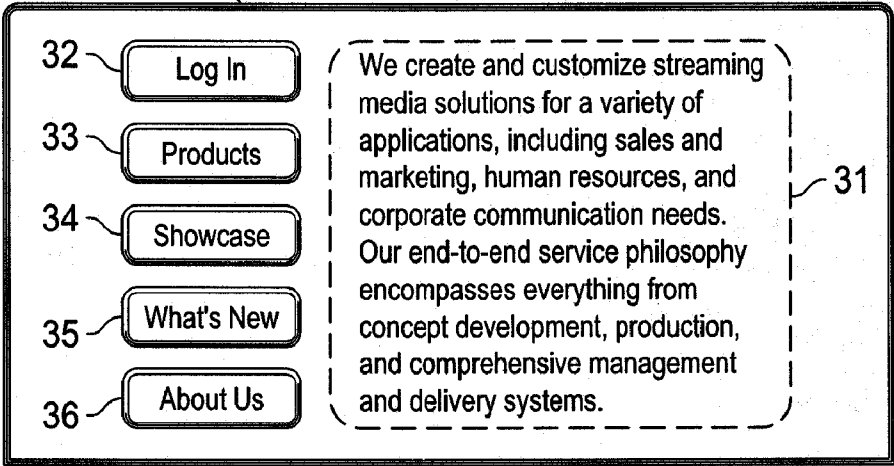 32
Log In
33
Products
34
Showcase
35
What's New
36
About Us
We create and customize streaming
media solutions for a variety of
applications, including sales and
marketing, human resources, and
corporate communication needs.
Our end-to-end service philosophy
encompasses everything from
concept development, production,
and comprehensive management
and delivery systems.
31